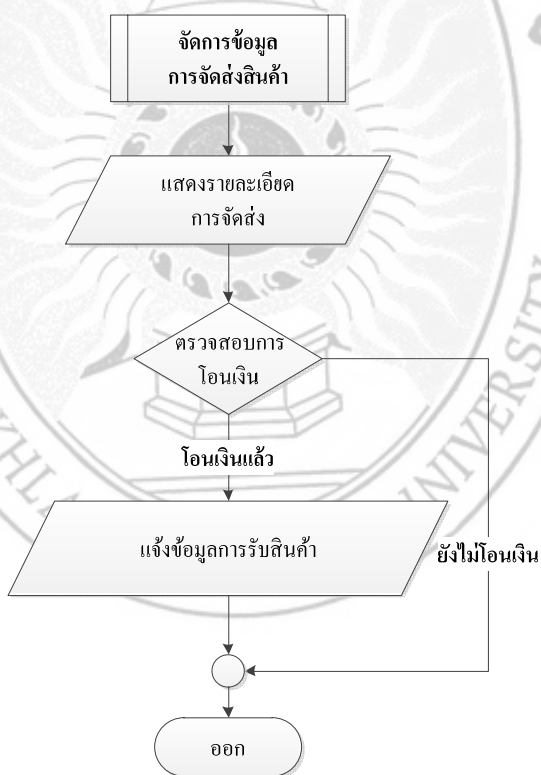 จัดการข้อมูล
การจัดส่งสินค้า
แสดงรายละเอียด
การจัดส่ง
ตรวจสอบการ
โอนเงิน
โอนเงินแล้ว
แจ้งข้อมูลการรับสินค้า
ยังไม่โอนเงิน
ออก